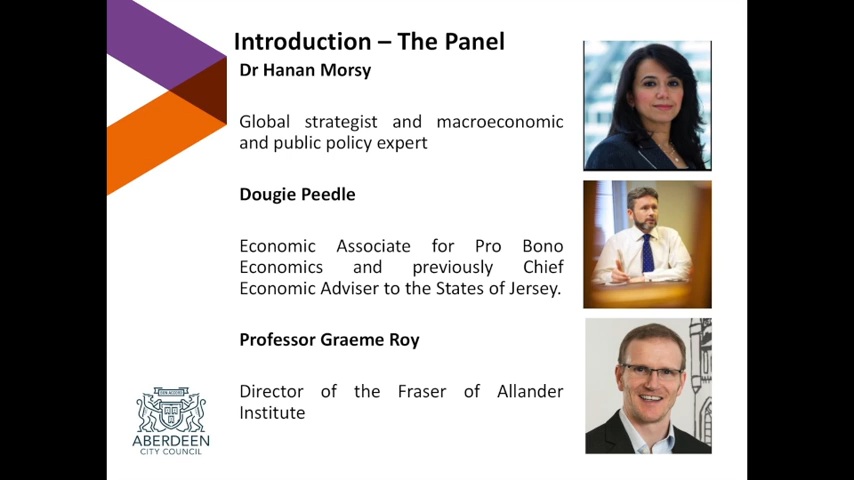 Introduction – The Panel
Dr Hanan Morsy
Global strategist and macroeconomic
and public policy expert
Dougie Peedle
Economic Associate for Pro Bono
Economics and previously Chief
Economic Adviser to the States of Jersey.
Professor Graeme Roy
Director of the Fraser of Allander
Institute
ABERDEEN
CITY COUNCIL